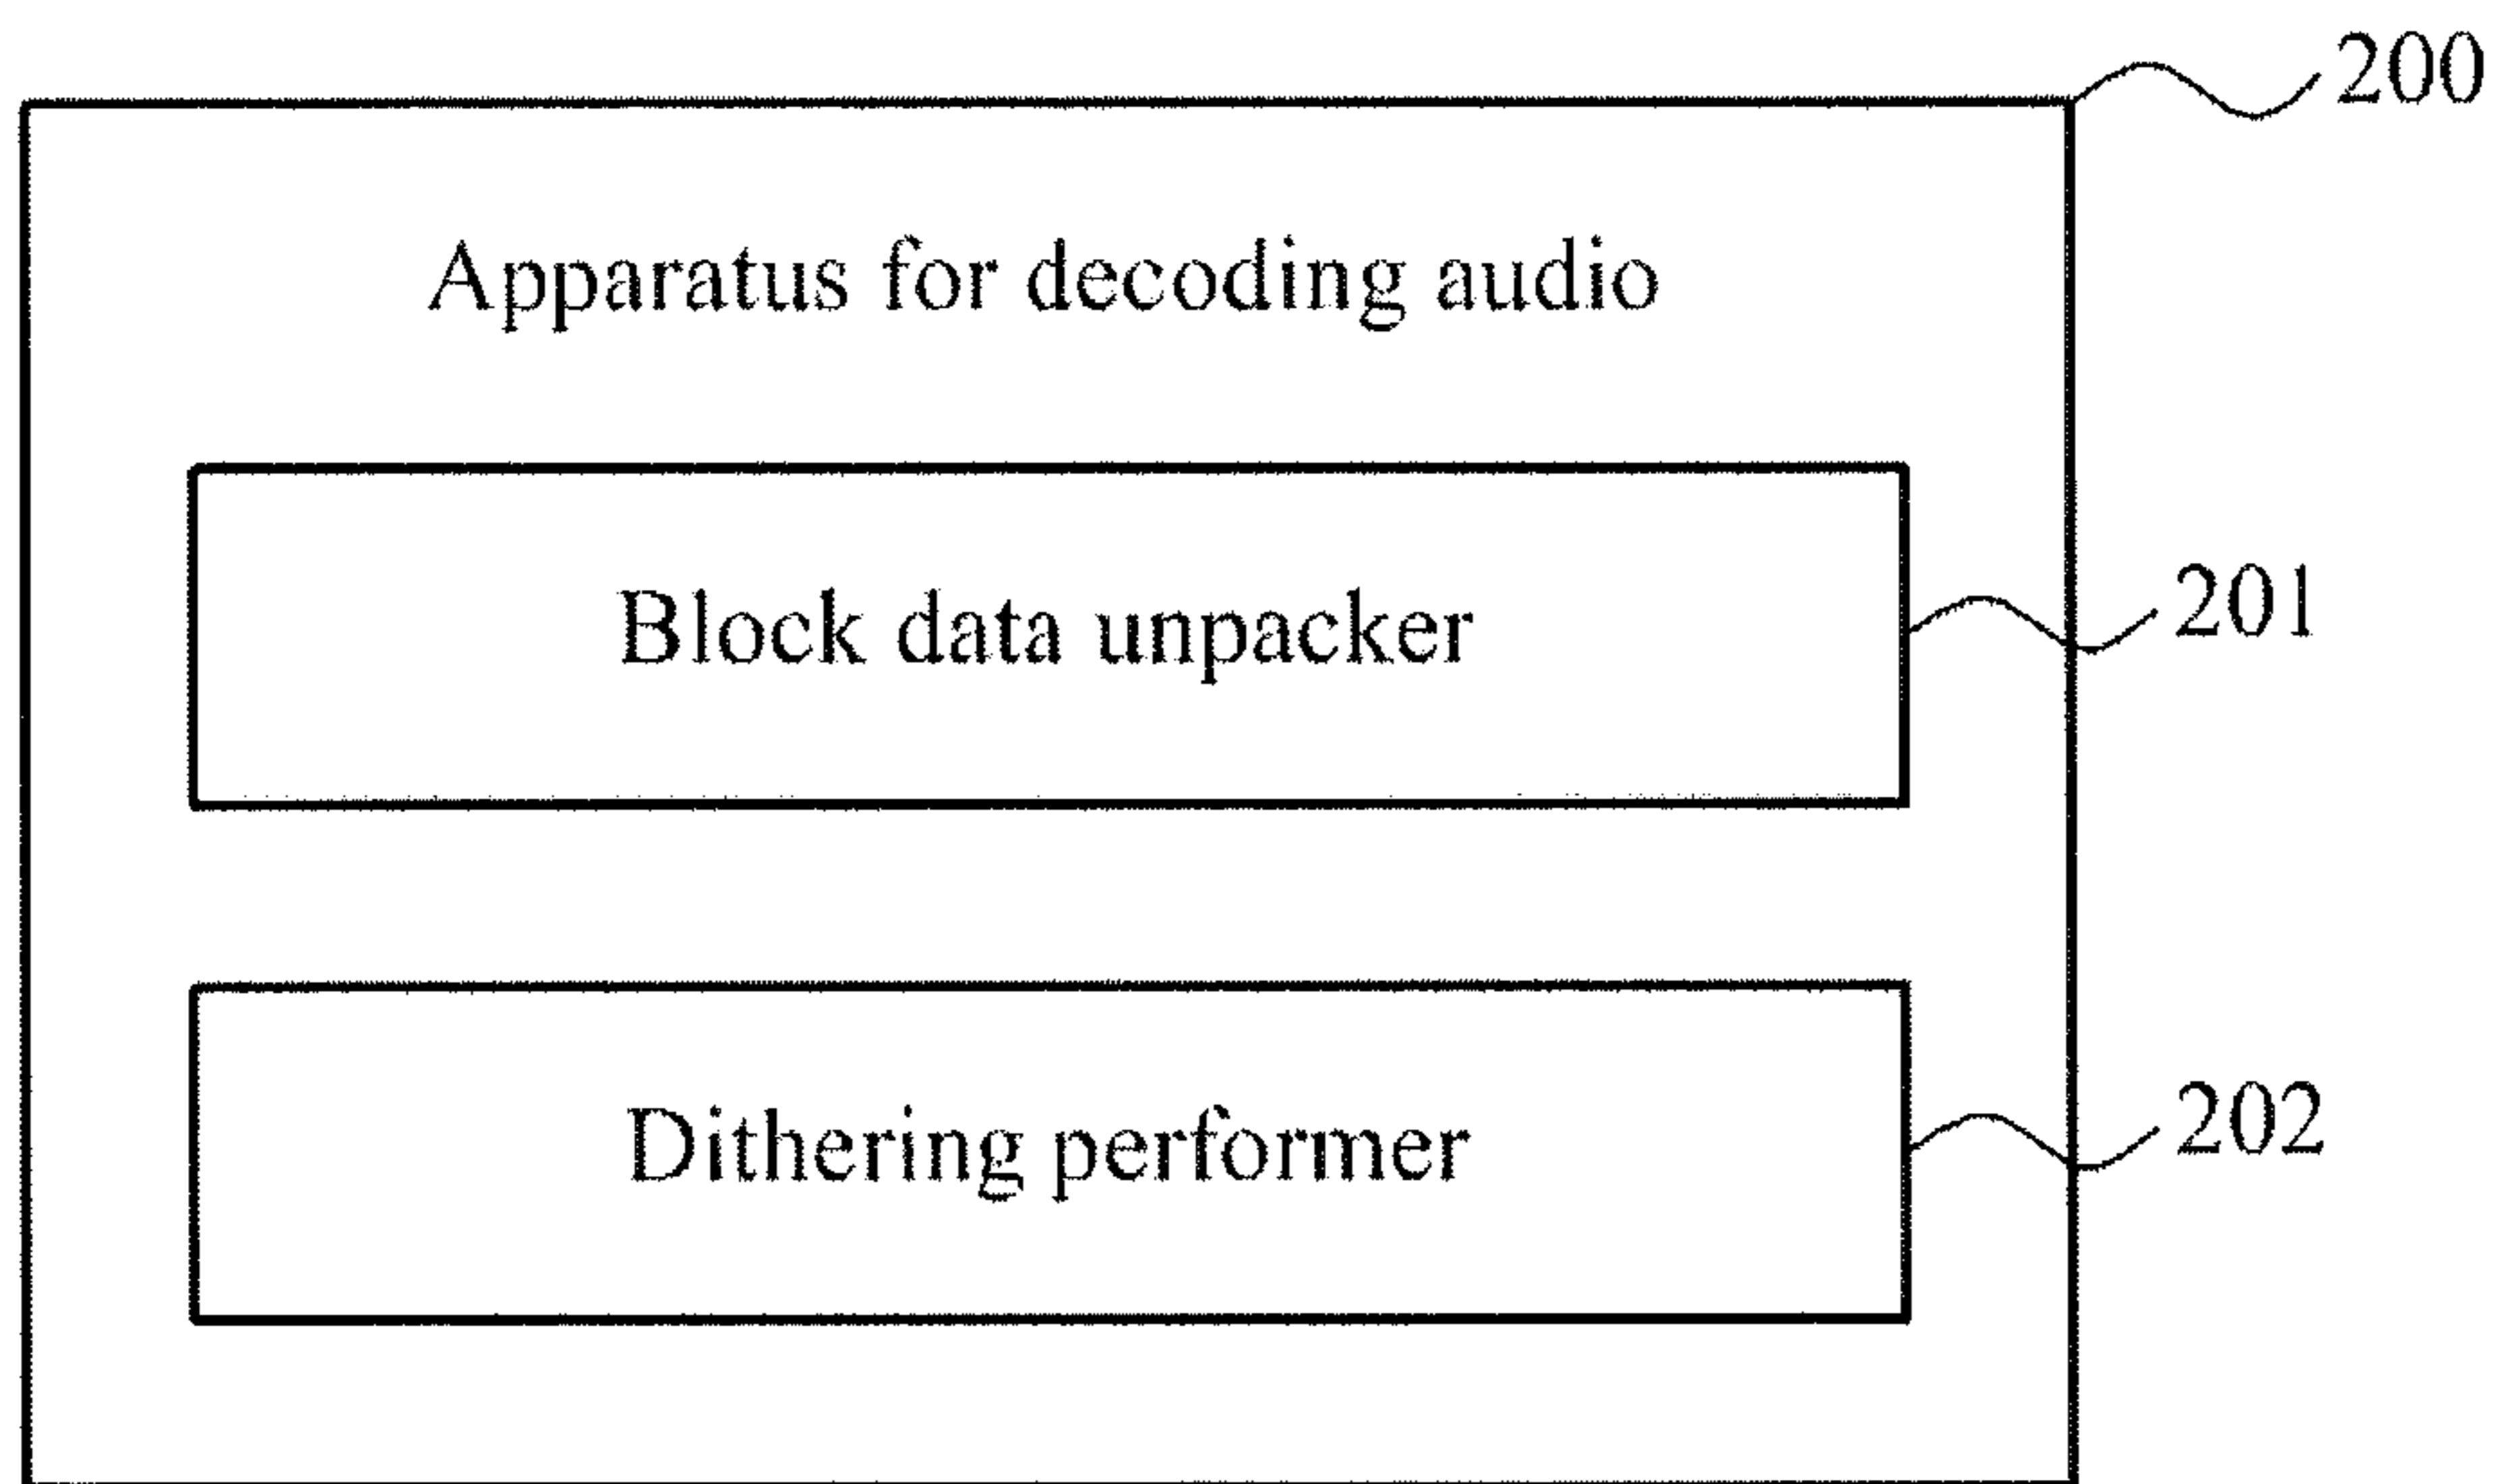 200
Apparatus for decoding audio
Block data unpacker
201
Dithering performer
202